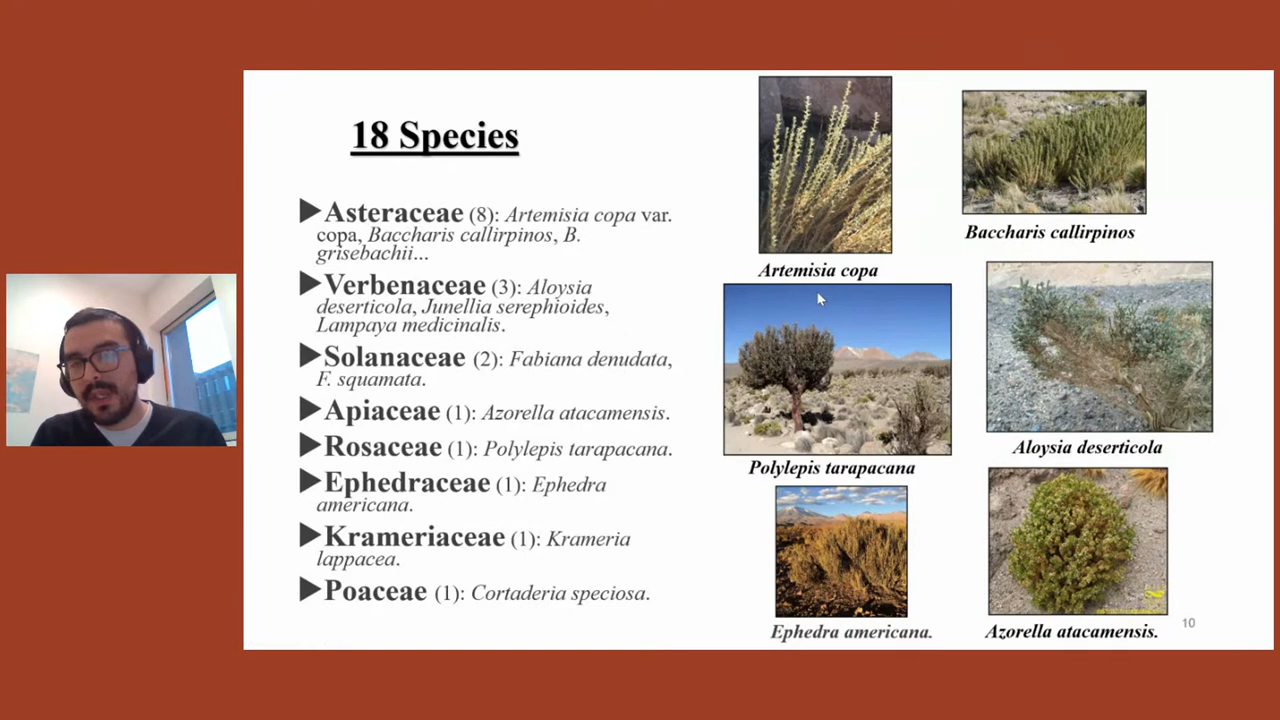 18 Species
Asteraceae (8): Artemisia copa var.
copa, Baccharis callirpinos, B.
grisebachii...
Verbenaceae (3): Aloysia
deserticola, Junellia serephioides,
Lampaya medicinalis.
Solanaceae (2): Fabiana denudata,
F. squamata.
Apiaceae (1): Azorella atacamensis.
Rosaceae (1): Polylepis tarapacana.
Ephedraceae (1): Ephedra
americana.
Krameriaceae (1): Krameria
lappacea.
Poaceae (1): Cortaderia speciosa.
Artemisia copa
Baccharis callirpinos
Polylepis tarapacana
Aloysia deserticola
Ephedra americana.
Azorella atacamensis.
10